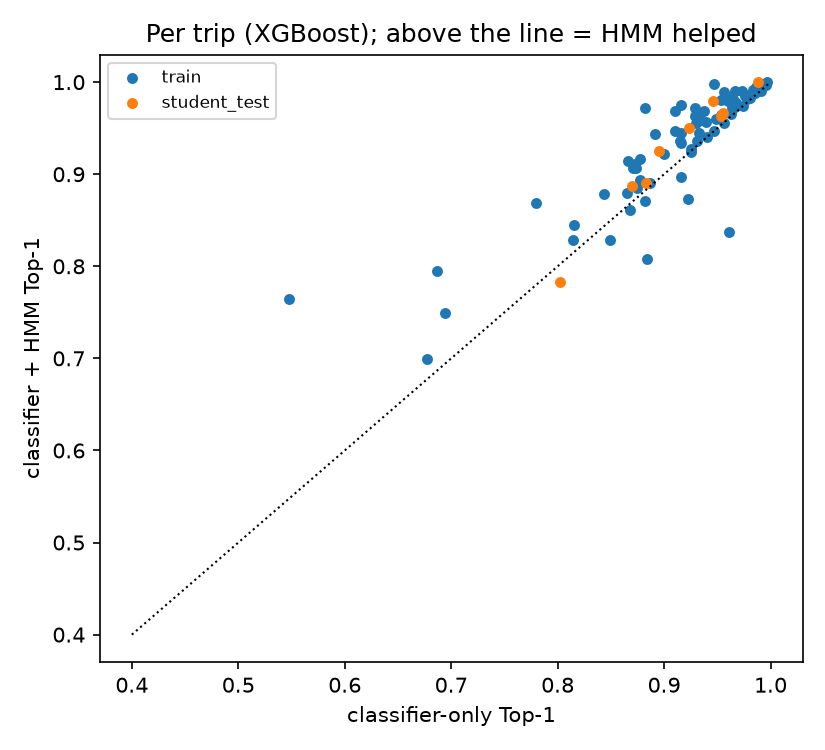 Per trip (XGBoost); above the line = HMM helped
train
student_test
classifier + HMM Top-1
1.0
0.9
0.8
0.7
0.6
0.5
0.4
0.4 0.5 0.6 0.7 0.8 0.9 1.0
classifier-only Top-1